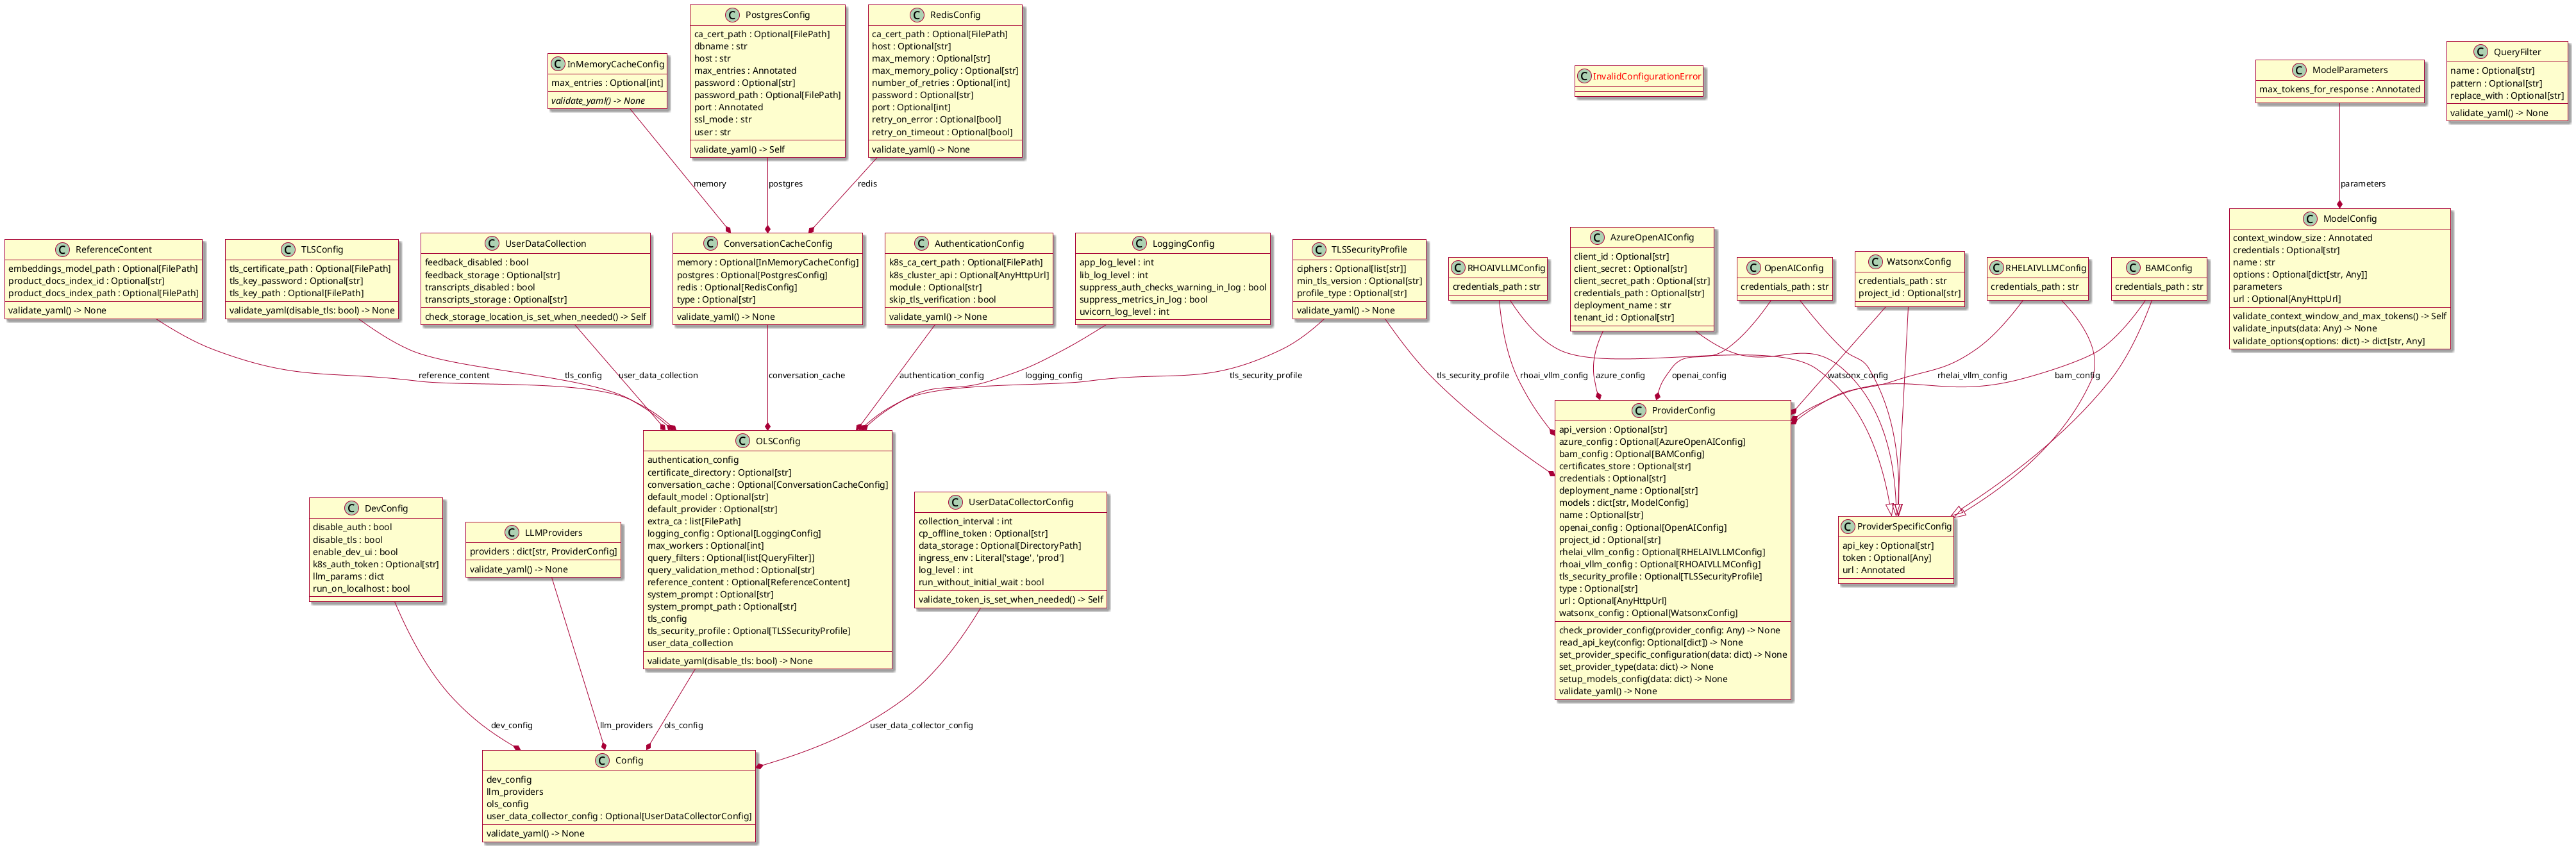 C PostgresConfig
ca_cert_path : Optional[FilePath]
dbname : str
host : str
max_entries : Annotated
password : Optional[str]
password_path : Optional[FilePath]
port : Annotated
ssl_mode : str
user : str
validate_yaml() -> Self
C RedisConfig
ca_cert_path : Optional[FilePath]
host : Optional[str]
max_memory : Optional[str]
max_memory_policy : Optional[str]
number_of_retries : Optional[int]
password : Optional[str]
port : Optional[int]
retry_on_error : Optional[bool]
retry_on_timeout : Optional[bool]
validate_yaml() -> None
C InMemoryCacheConfig
max_entries : Optional[int]
validate_yaml() -> None
C InvalidConfigurationError
C ModelParameters
max_tokens_for_response : Annotated
C QueryFilter
name : Optional[str]
pattern : Optional[str]
replace_with : Optional[str]
validate_yaml() -> None
memory
postgres
redis
parameters
C ReferenceContent
embeddings_model_path : Optional[FilePath]
product_docs_index_id : Optional[str]
product_docs_index_path : Optional[FilePath]
validate_yaml() -> None
C TLSConfig
tls_certificate_path : Optional[FilePath]
tls_key_password : Optional[str]
tls_key_path : Optional[FilePath]
validate_yaml(disable_tls: bool) -> None
C UserDataCollection
feedback_disabled : bool
feedback_storage : Optional[str]
transcripts_disabled : bool
transcripts_storage : Optional[str]
check_storage_location_is_set_when_needed() -> Self
C ConversationCacheConfig
memory : Optional[InMemoryCacheConfig]
postgres : Optional[PostgresConfig]
redis : Optional[RedisConfig]
type : Optional[str]
validate_yaml() -> None
C AuthenticationConfig
k8s_ca_cert_path : Optional[FilePath]
k8s_cluster_api : Optional[AnyHttpUrl]
module : Optional[str]
skip_tls_verification : bool
validate_yaml() -> None
C LoggingConfig
app_log_level : int
lib_log_level : int
suppress_auth_checks_warning_in_log : bool
suppress_metrics_in_log : bool
uvicorn_log_level : int
C TLSSecurityProfile
ciphers : Optional[list[str]]
min_tls_version : Optional[str]
profile_type : Optional[str]
validate_yaml() -> None
C RHOAIVLLMConfig
credentials_path : str
C AzureOpenAIConfig
client_id : Optional[str]
client_secret : Optional[str]
client_secret_path : Optional[str]
credentials_path : Optional[str]
deployment_name : str
tenant_id : Optional[str]
C OpenAIConfig
credentials_path : str
C WatsonxConfig
credentials_path : str
project_id : Optional[str]
C RHELAIVLLMConfig
credentials_path : str
C BAMConfig
credentials_path : str
C ModelConfig
context_window_size : Annotated
credentials : Optional[str]
name : str
options : Optional[dict[str, Any]]
parameters
url : Optional[AnyHttpUrl]
validate_context_window_and_max_tokens() -> Self
validate_inputs(data: Any) -> None
validate_options(options: dict) -> dict[str, Any]
reference_content
tls_config
user_data_collection
conversation_cache
authentication_config
logging_config
tls_security_profile
tls_security_profile
rhoai_vllm_config
azure_config
openai_config
watsonx_config
rhelai_vllm_config
bam_config
C OLSConfig
authentication_config
certificate_directory : Optional[str]
conversation_cache : Optional[ConversationCacheConfig]
default_model : Optional[str]
default_provider : Optional[str]
extra_ca : list[FilePath]
logging_config : Optional[LoggingConfig]
max_workers : Optional[int]
query_filters : Optional[list[QueryFilter]]
query_validation_method : Optional[str]
reference_content : Optional[ReferenceContent]
system_prompt : Optional[str]
system_prompt_path : Optional[str]
tls_config
tls_security_profile : Optional[TLSSecurityProfile]
user_data_collection
validate_yaml(disable_tls: bool) -> None
C ProviderConfig
api_version : Optional[str]
azure_config : Optional[AzureOpenAIConfig]
bam_config : Optional[BAMConfig]
certificates_store : Optional[str]
credentials : Optional[str]
deployment_name : Optional[str]
models : dict[str, ModelConfig]
name : Optional[str]
openai_config : Optional[OpenAIConfig]
project_id : Optional[str]
rhelai_vllm_config : Optional[RHELAIVLLMConfig]
rhoai_vllm_config : Optional[RHOAIVLLMConfig]
tls_security_profile : Optional[TLSSecurityProfile]
type : Optional[str]
url : Optional[AnyHttpUrl]
watsonx_config : Optional[WatsonxConfig]
check_provider_config(provider_config: Any) -> None
read_api_key(config: Optional[dict]) -> None
set_provider_specific_configuration(data: dict) -> None
set_provider_type(data: dict) -> None
setup_models_config(data: dict) -> None
validate_yaml() -> None
C ProviderSpecificConfig
api_key : Optional[str]
token : Optional[Any]
url : Annotated
C DevConfig
disable_auth : bool
disable_tls : bool
enable_dev_ui : bool
k8s_auth_token : Optional[str]
llm_params : dict
run_on_localhost : bool
C LLMProviders
providers : dict[str, ProviderConfig]
validate_yaml() -> None
C UserDataCollectorConfig
collection_interval : int
cp_offline_token : Optional[str]
data_storage : Optional[DirectoryPath]
ingress_env : Literal['stage', 'prod']
log_level : int
run_without_initial_wait : bool
validate_token_is_set_when_needed() -> Self
dev_config
llm_providers
ols_config
user_data_collector_config
C Config
dev_config
llm_providers
ols_config
user_data_collector_config : Optional[UserDataCollectorConfig]
validate_yaml() -> None